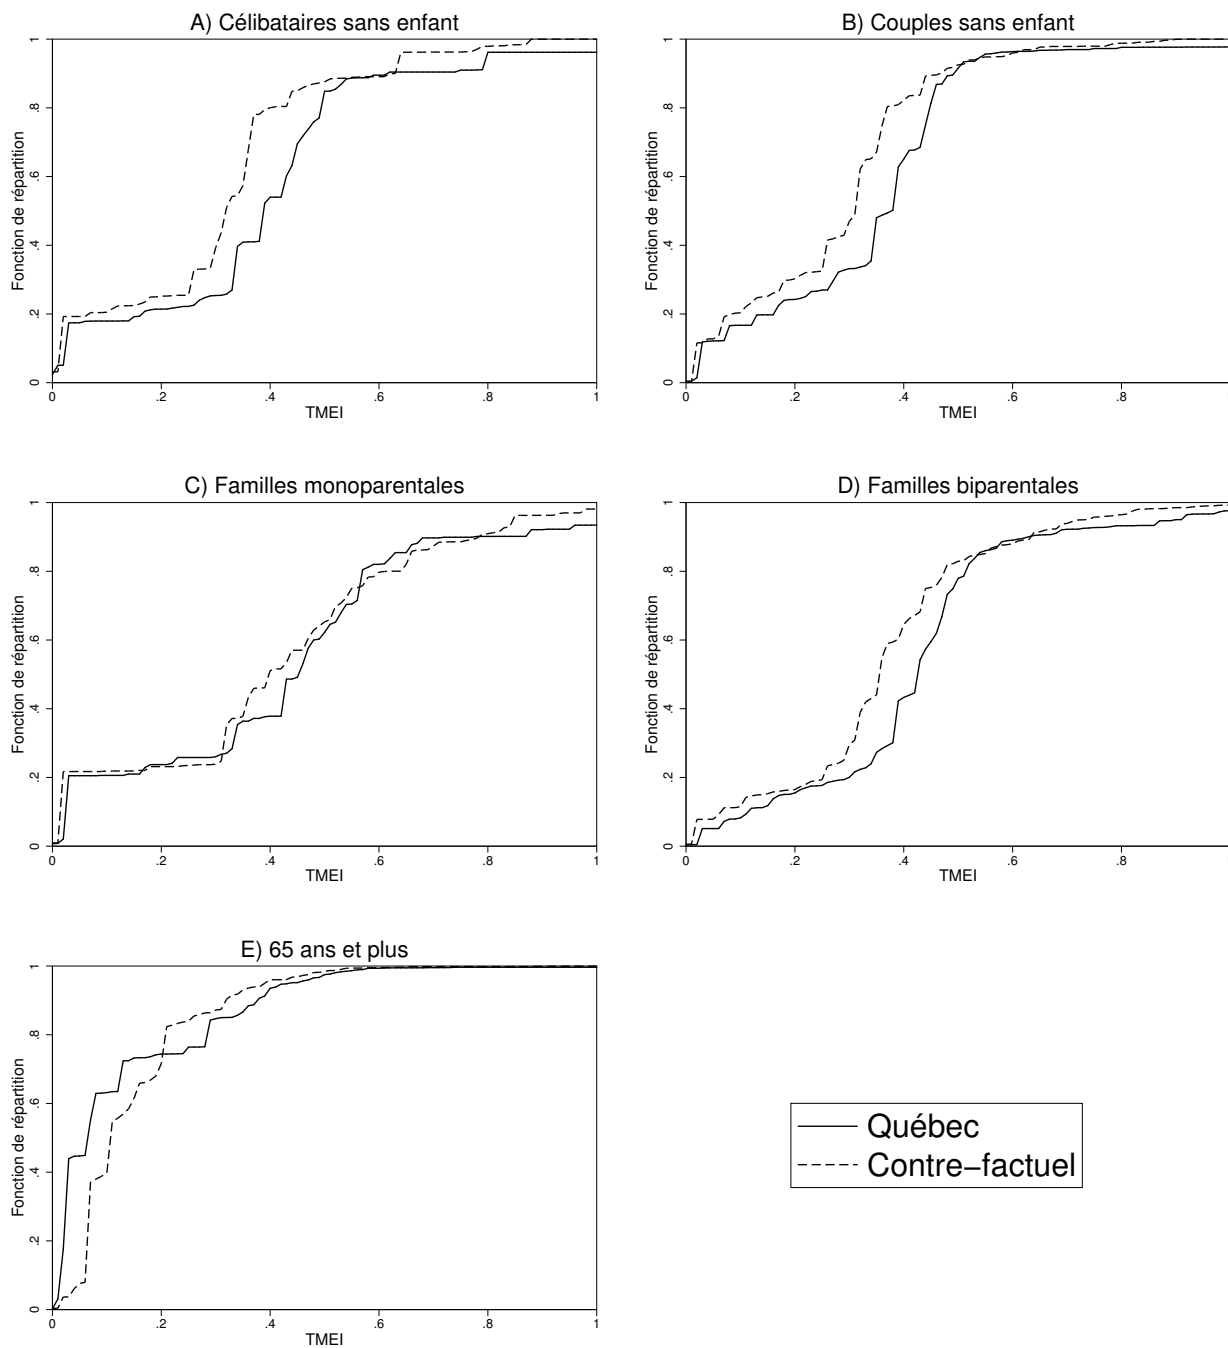 A) Célibataires sans enfant
Fonction de répartition
0 .2 .4 .6 .8 1
0 .2 .4 .6 .8 1
TMEI
B) Couples sans enfant
Fonction de répartition
0 .2 .4 .6 .8 1
0 .2 .4 .6 .8
TMEI
C) Familles monoparentales
Fonction de répartition
0 .2 .4 .6 .8 1
0 .2 .4 .6 .8 1
TMEI
D) Familles biparentales
Fonction de répartition
0 .2 .4 .6 .8 1
0 .2 .4 .6 .8
TMEI
E) 65 ans et plus
Fonction de répartition
0 .2 .4 .6 .8 1
0 .2 .4 .6 .8 1
TMEI
Québec
Contre−factuel